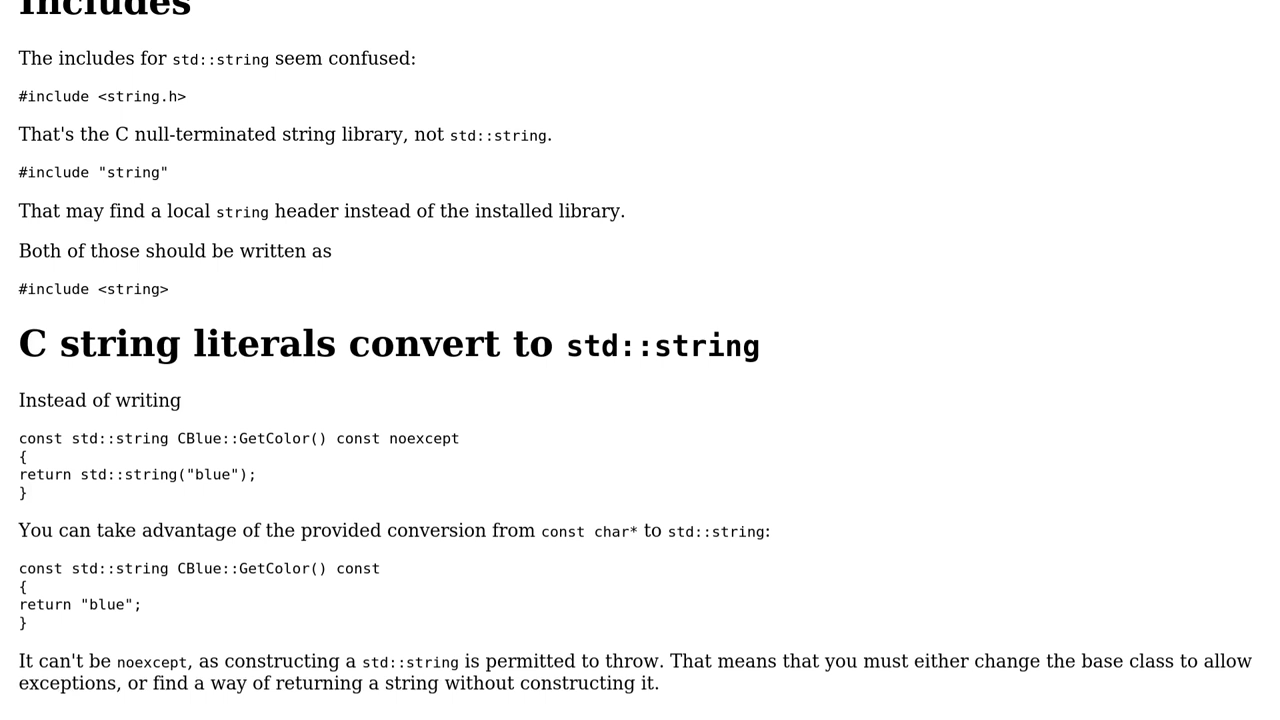 Includes
The includes for std::string seem confused:
#include <string.h>
That's the C null-terminated string library, not std::string.
#include "string"
That may find a local string header instead of the installed library.
Both of those should be written as
#include <string>
C string literals convert to std::string
Instead of writing
const std::string CBlue::GetColor() const noexcept
{
return std::string("blue");
}
You can take advantage of the provided conversion from const char* to std::string:
const std::string CBlue::GetColor() const
{
return "blue";
}
It can't be noexcept, as constructing a std::string is permitted to throw. That means that you must either change the base class to allow
exceptions, or find a way of returning a string without constructing it.